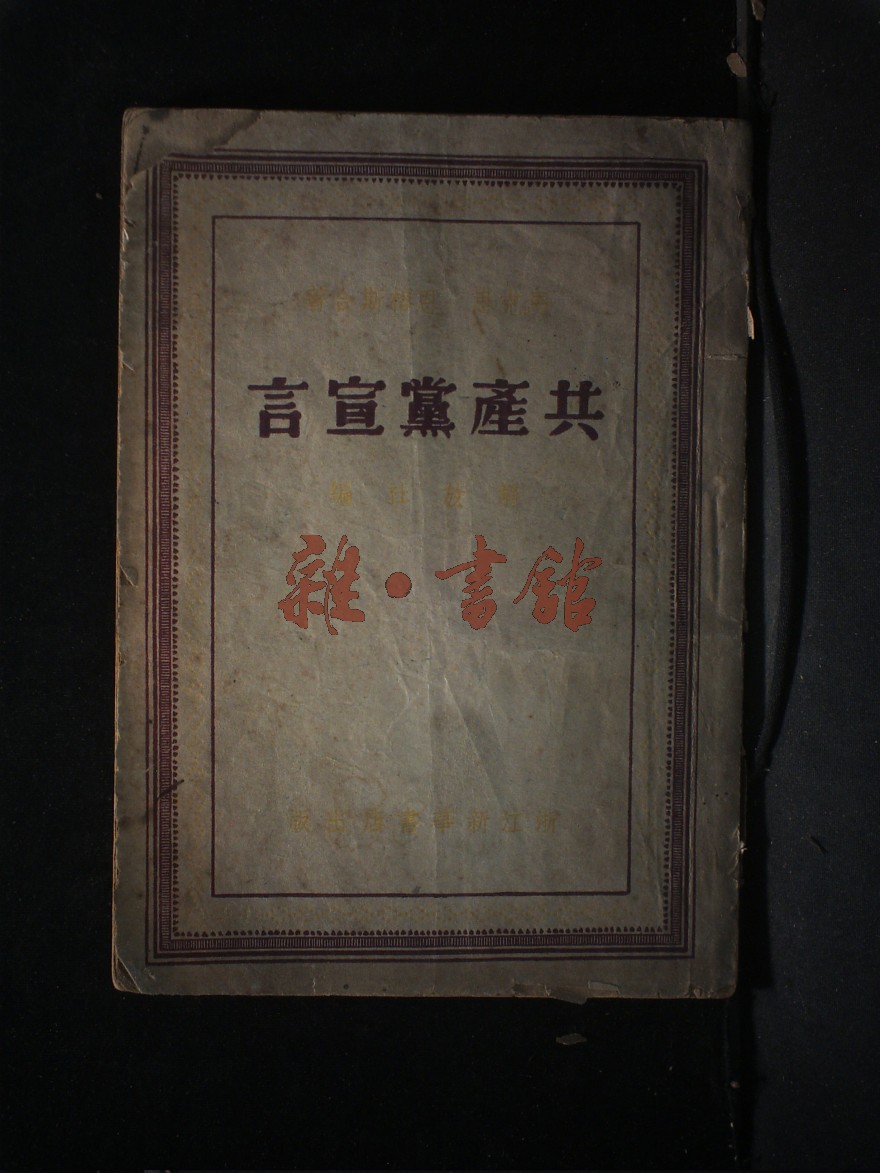 馬克思 恩格斯合著
共產黨宣言
解放社編
雜·書館
浙江新華書店出版